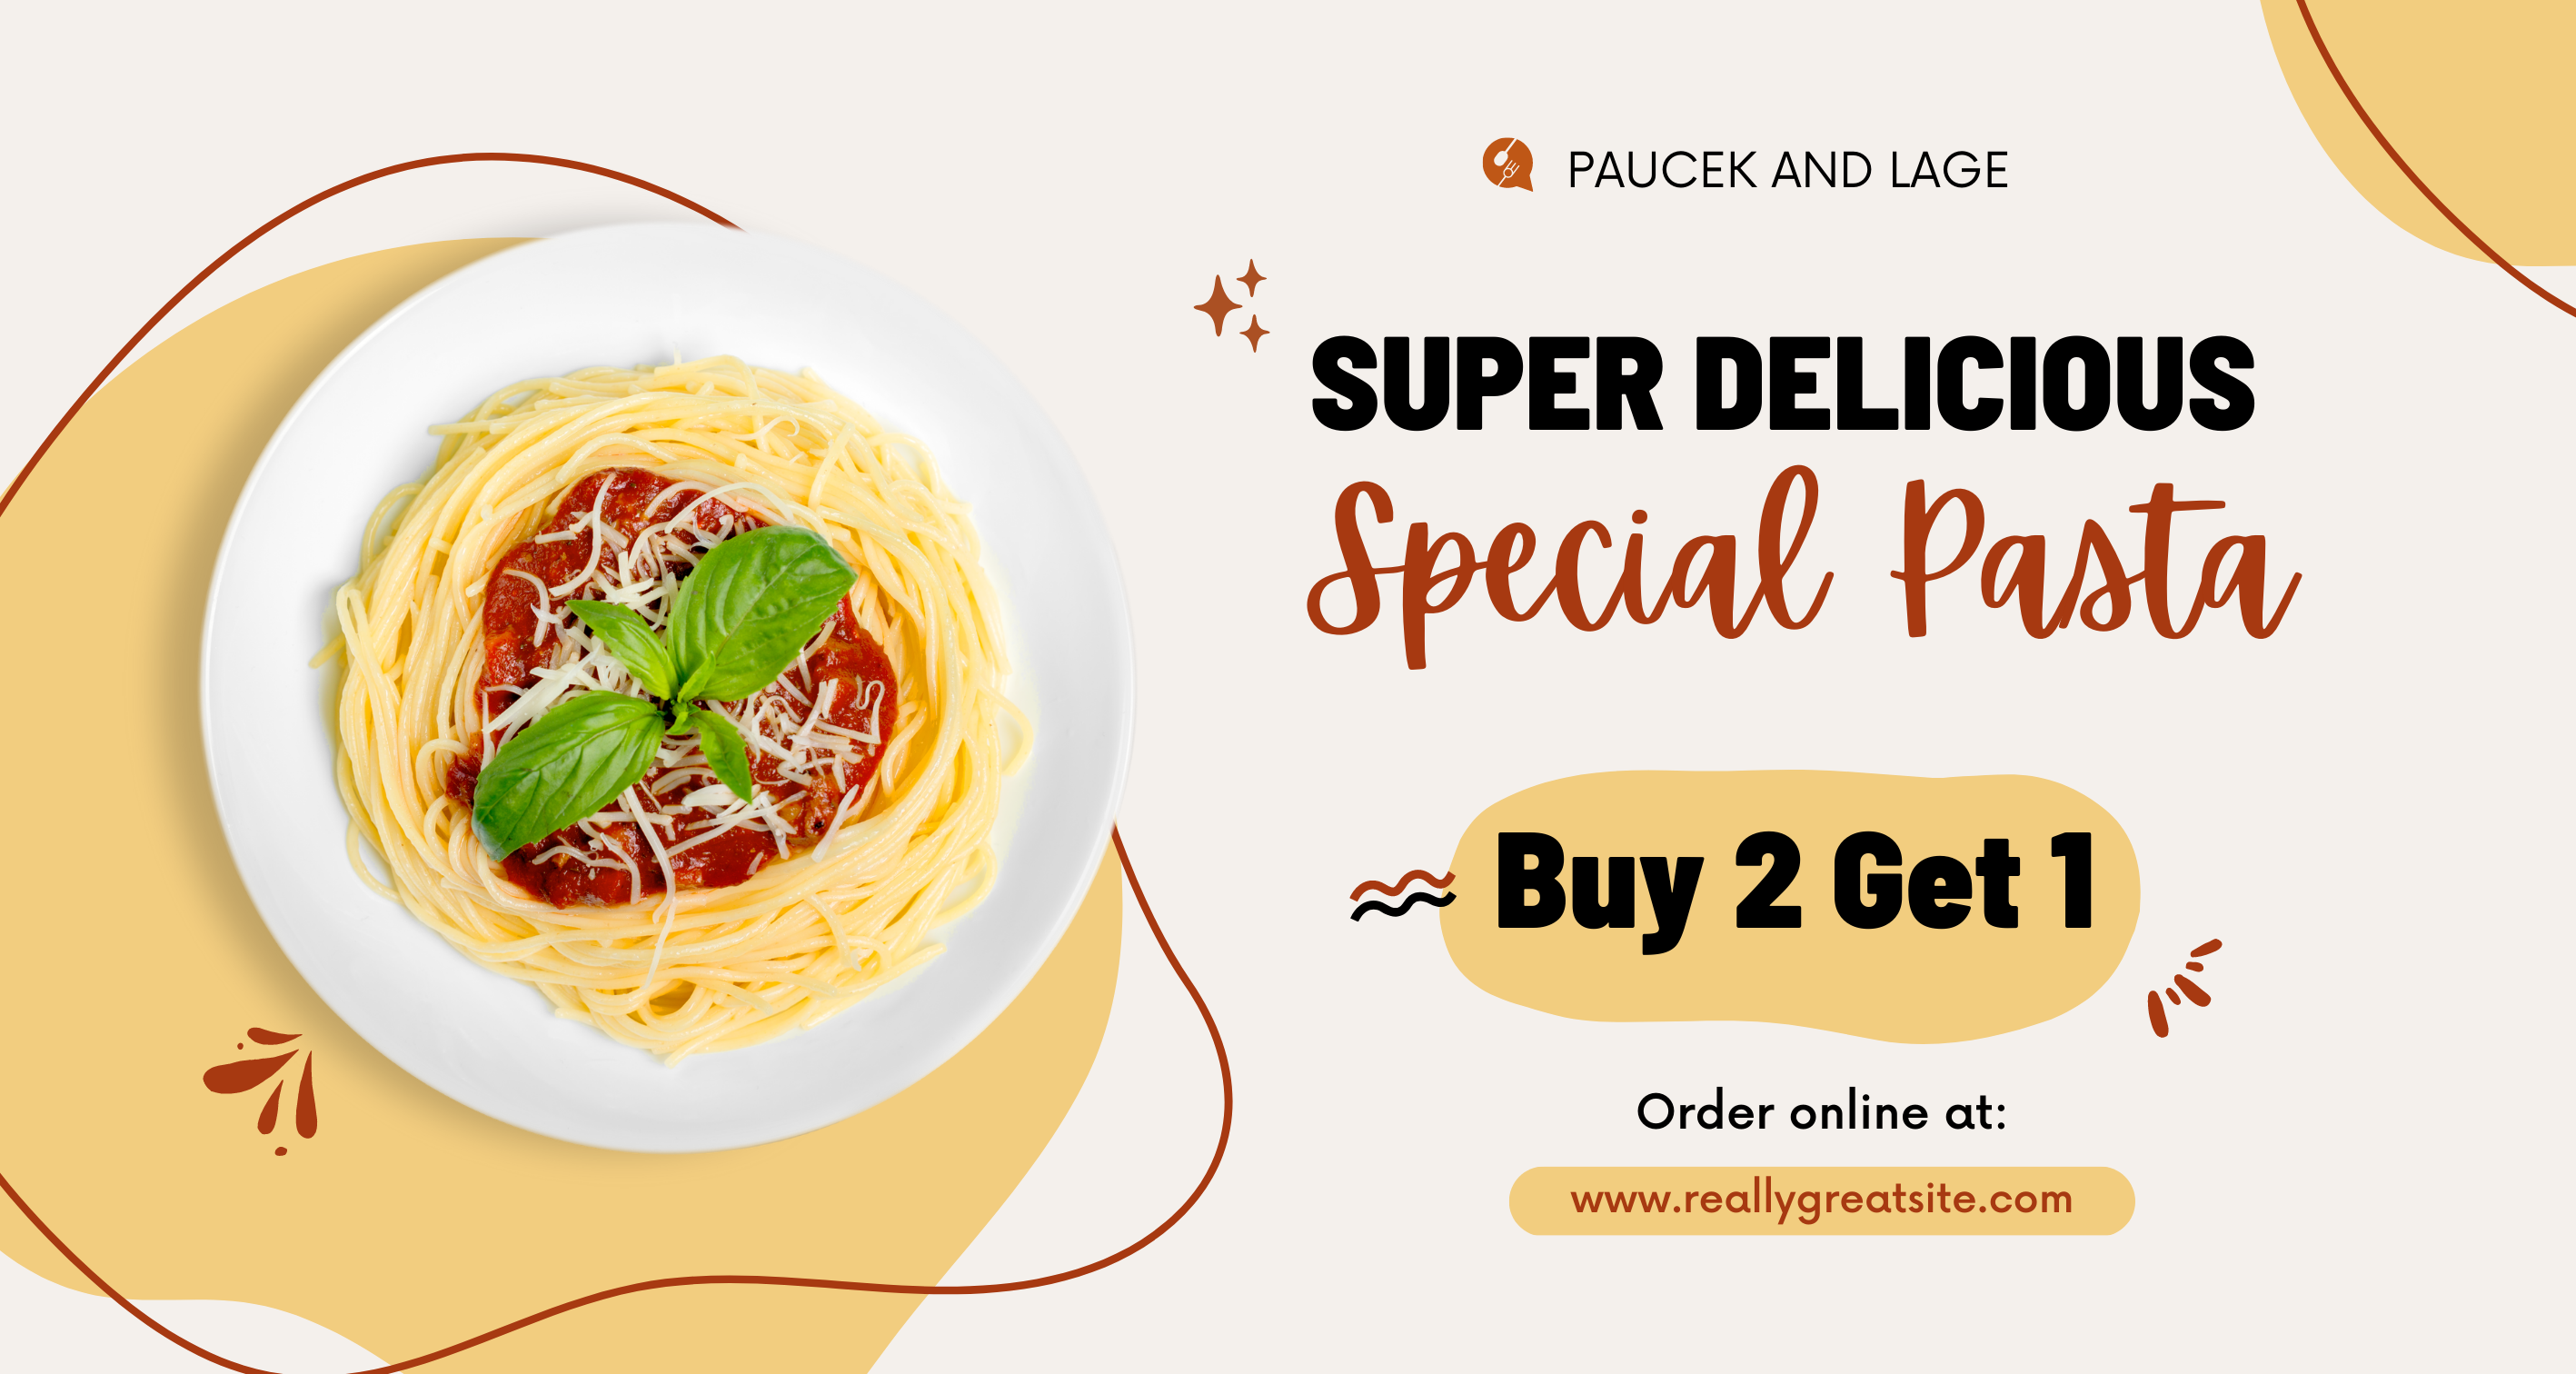 PAUCEK AND LAGE
SUPER DELICIOUS
Special Pasta
Buy 2 Get 1
Order online at:
www.reallygreatsite.com